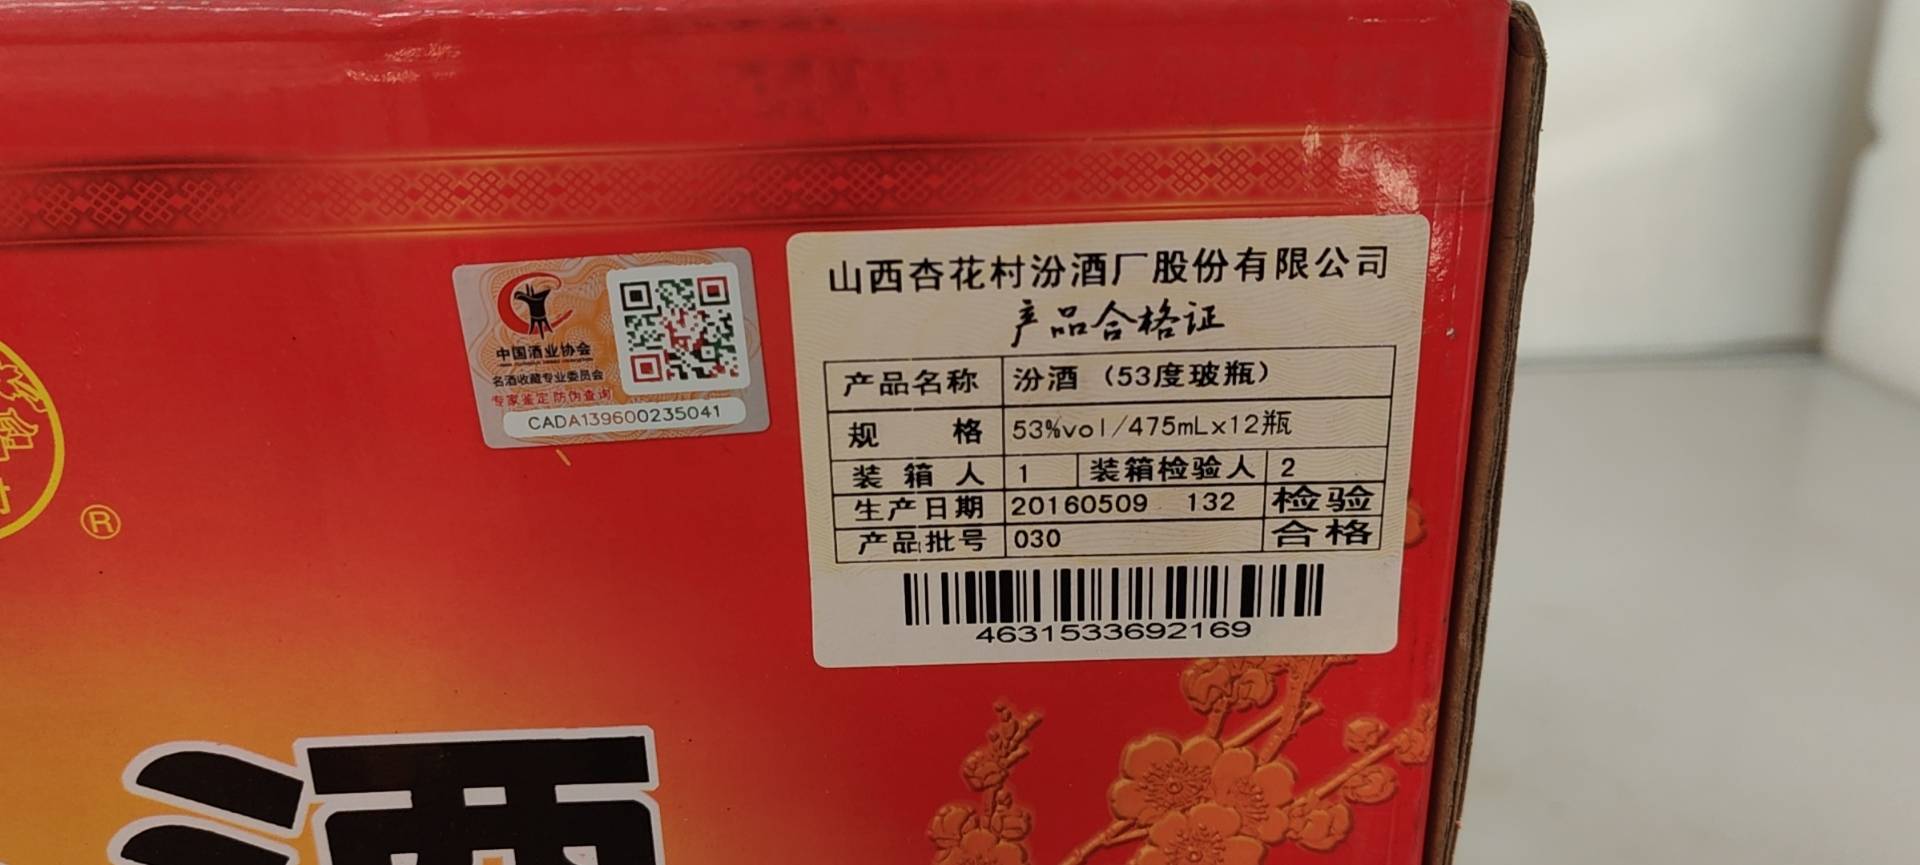 中国酒业协会
名酒收藏专业委员会
专家鉴定 防伪查询
CADA139600235041
山西杏花村汾酒厂股份有限公司
产品合格证
产品名称 汾酒（53度玻瓶）
规 格 53%vol/475mLx12瓶
装箱人 1 装箱检验人 2
生产日期 20160509 132 检验
产品批号 030 合格
4631533692169
®
酒